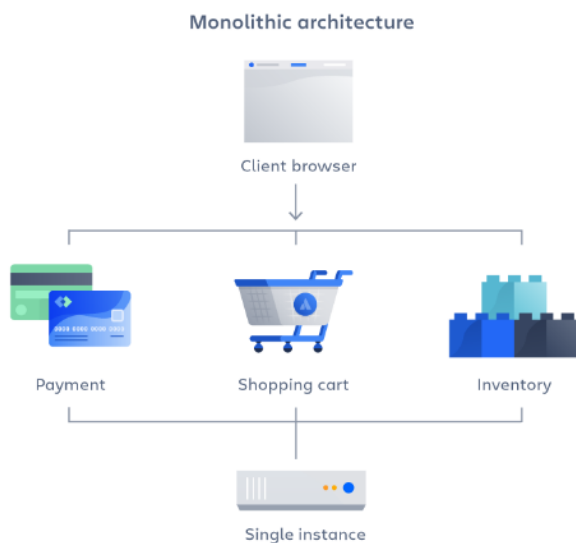 Monolithic architecture
Client browser
Payment
Shopping cart
Inventory
Single instance